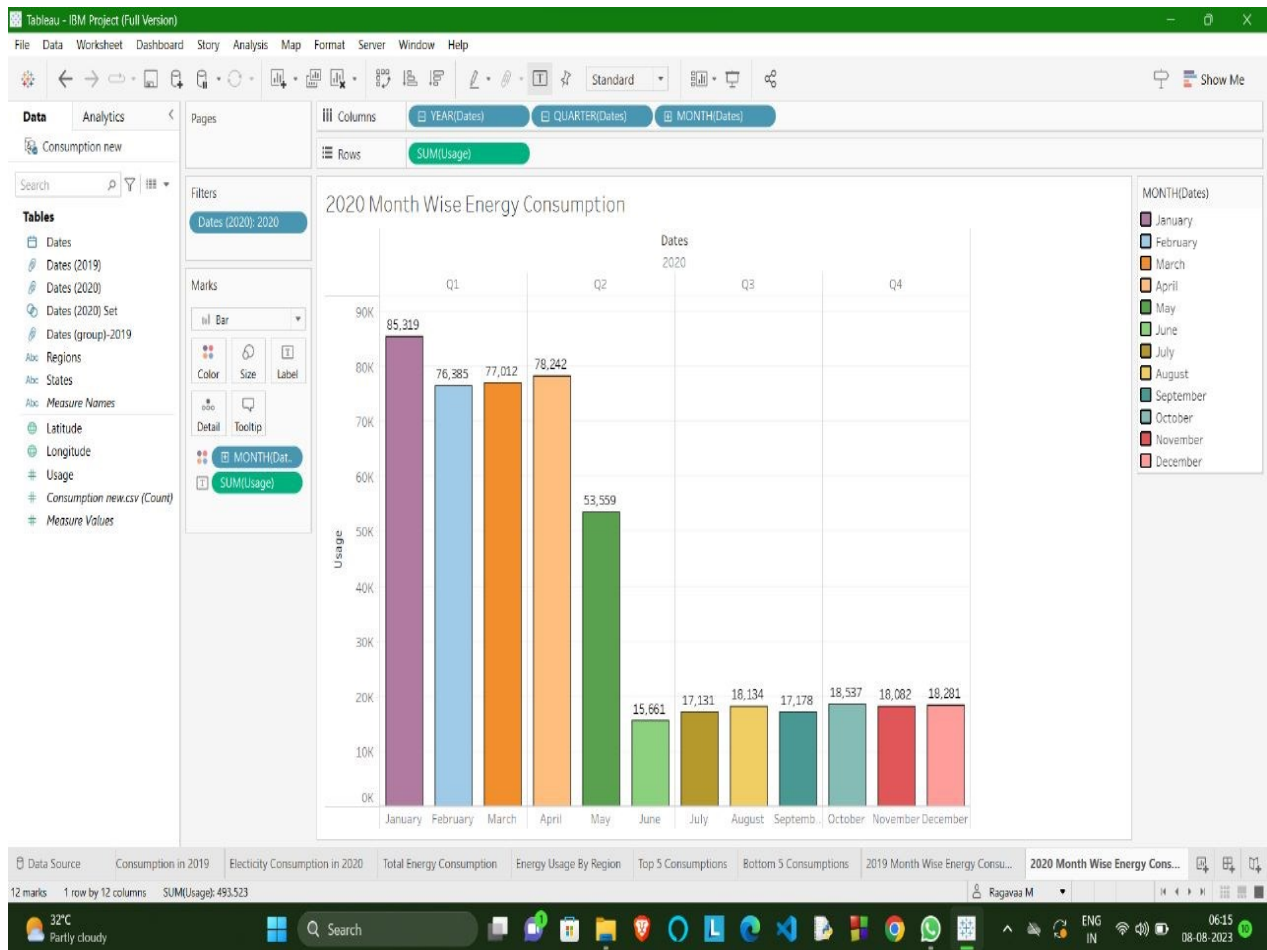 Tableau - IBM Project (Full Version)
File Data Worksheet Dashboard Story Analysis Map Format Server Window Help
Standard
Show Me
Data Analytics
Consumption new
Search
Tables
Dates
Dates (2019)
Dates (2020)
Dates (2020) Set
Dates (group)-2019
Abc Regions
Abc States
Abc Measure Names
Latitude
Longitude
# Usage
# Consumption new.csv (Count)
# Measure Values
Pages
Filters
Dates (2020): 2020
Marks
Bar
Color Size Label
Detail Tooltip
MONTH(Dat..
SUM(Usage)
Columns YEAR(Dates) QUARTER(Dates) MONTH(Dates)
Rows SUM(Usage)
2020 Month Wise Energy Consumption
Dates
2020
Q1 Q2 Q3 Q4
Usage
90K
80K
70K
60K
50K
40K
30K
20K
10K
0K
85,319
76,385
77,012
78,242
53,559
15,661
17,131
18,134
17,178
18,537
18,082
18,281
January February March April May June July August Septemb.. October November December
MONTH(Dates)
January
February
March
April
May
June
July
August
September
October
November
December
Data Source Consumption in 2019 Electicity Consumption in 2020 Total Energy Consumption Energy Usage By Region Top 5 Consumptions Bottom 5 Consumptions 2019 Month Wise Energy Consu... 2020 Month Wise Energy Cons...
12 marks 1 row by 12 columns SUM(Usage): 493.523
Ragavaa M
32°C
Partly cloudy
Search
ENG
IN
06:15
08-08-2023
10